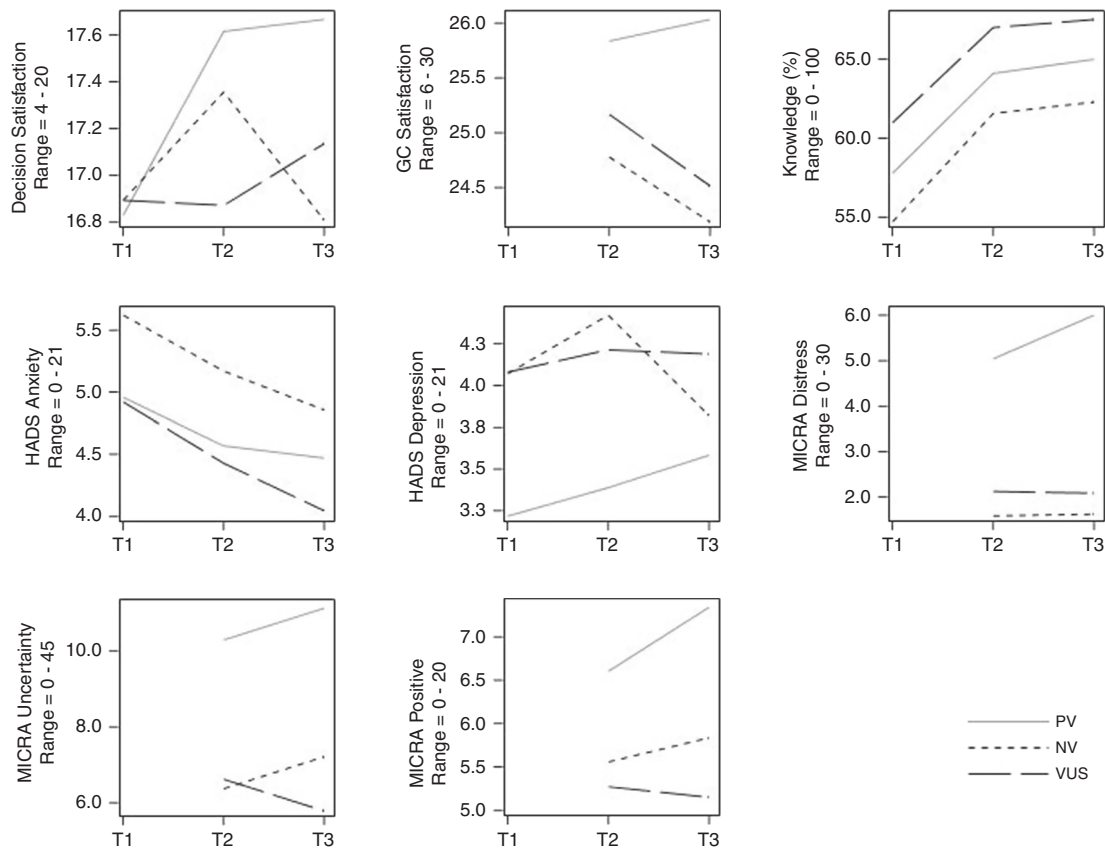 Decision Satisfaction
Range = 4 - 20
17.6
17.4
17.2
17.0
16.8
T1 T2 T3
GC Satisfaction
Range = 6 - 30
26.0
25.5
25.0
24.5
T1 T2 T3
Knowledge (%)
Range = 0 - 100
65.0
60.0
55.0
T1 T2 T3
HADS Anxiety
Range = 0 - 21
5.5
5.0
4.5
4.0
T1 T2 T3
HADS Depression
Range = 0 - 21
4.3
4.0
3.8
3.5
3.3
T1 T2 T3
MICRA Distress
Range = 0 - 30
6.0
5.0
4.0
3.0
2.0
T1 T2 T3
MICRA Uncertainty
Range = 0 - 45
10.0
8.0
6.0
T1 T2 T3
MICRA Positive
Range = 0 - 20
7.0
6.5
6.0
5.5
5.0
T1 T2 T3
PV
NV
VUS